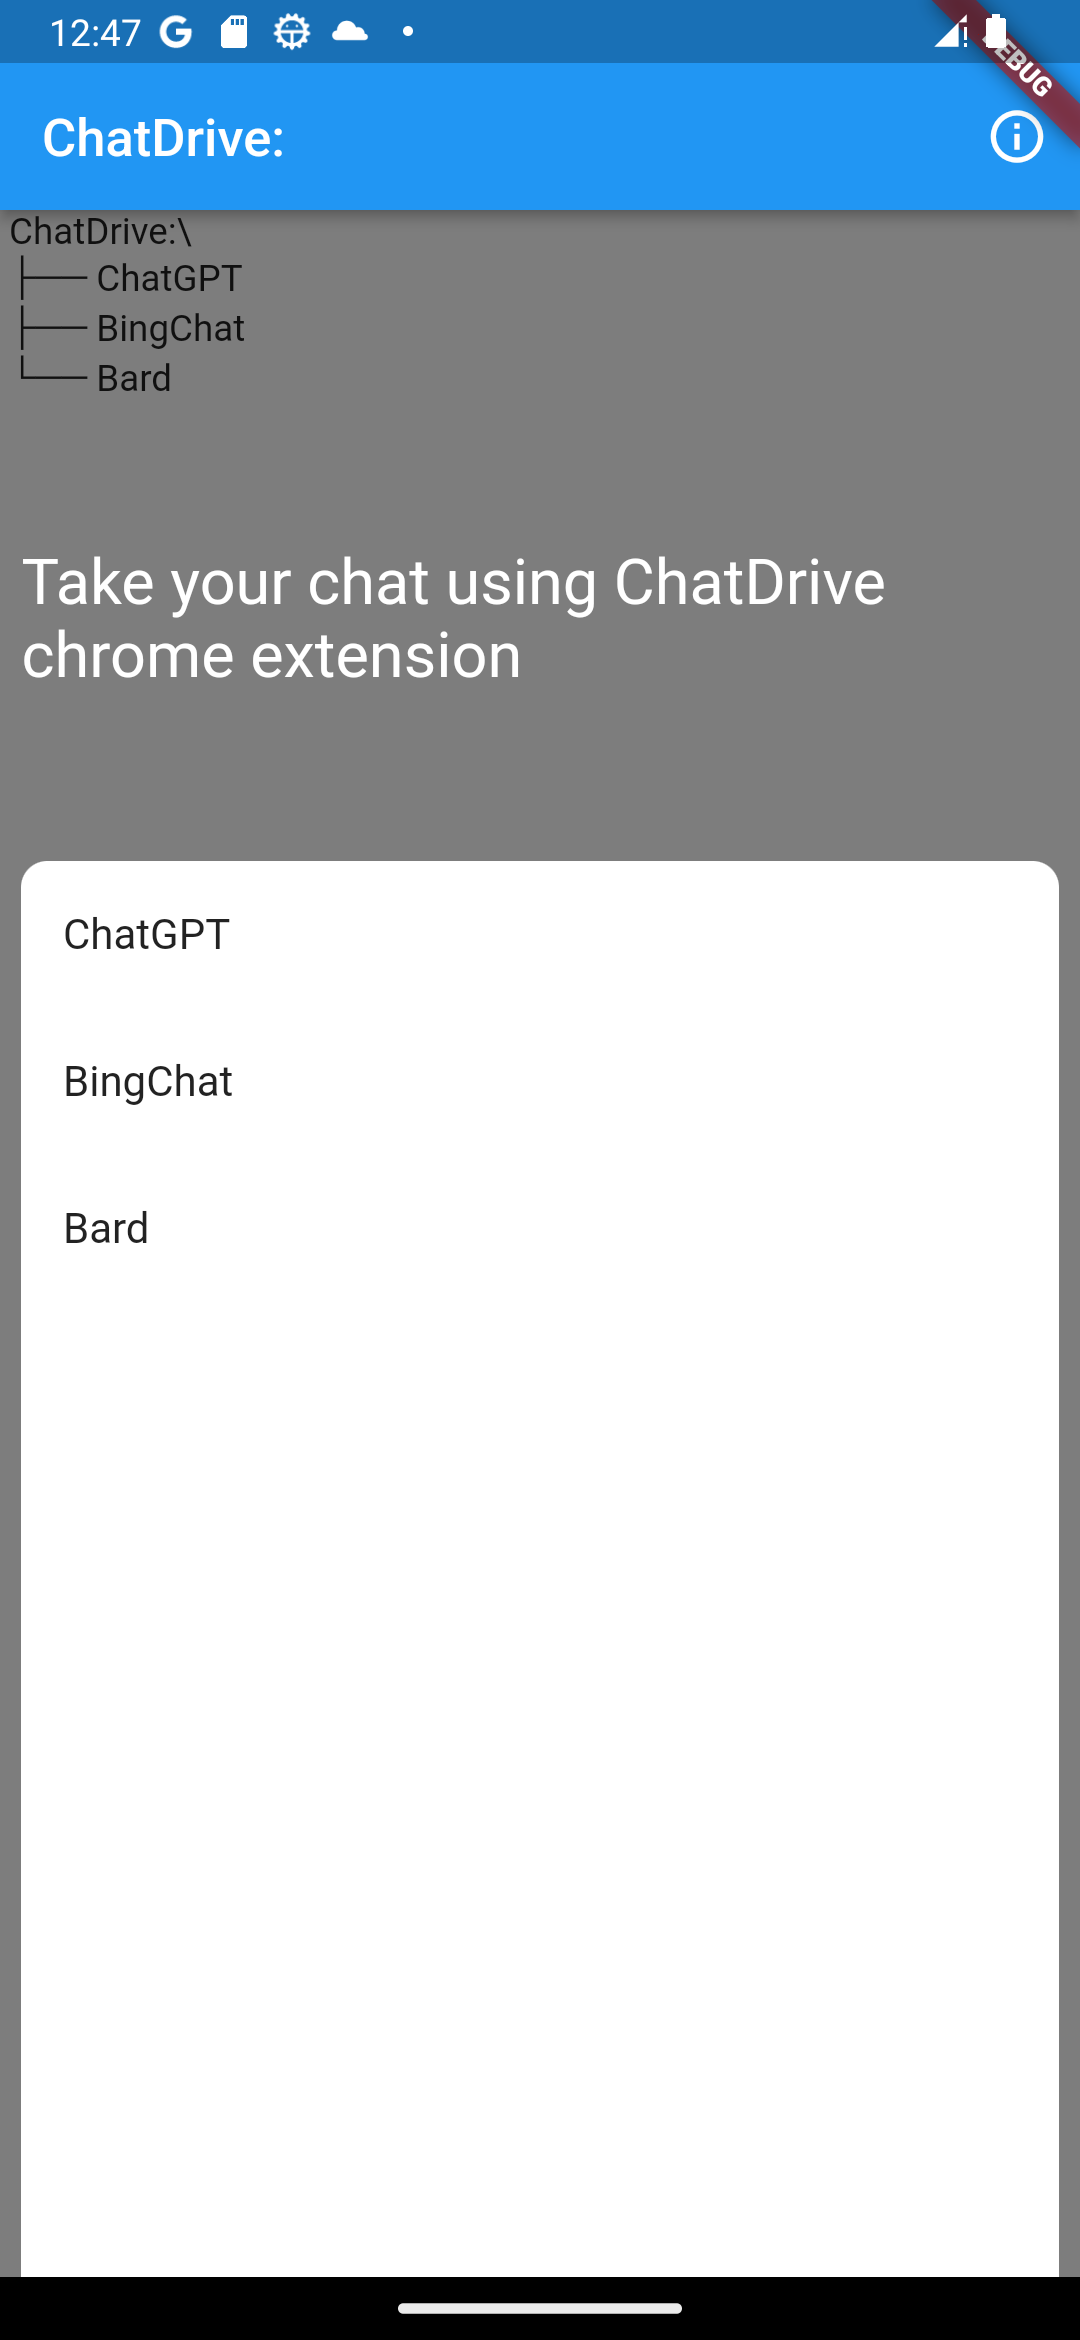 12:47
DEBUG
ChatDrive:
ChatDrive:\
├── ChatGPT
├── BingChat
└── Bard
Take your chat using ChatDrive
chrome extension
ChatGPT
BingChat
Bard